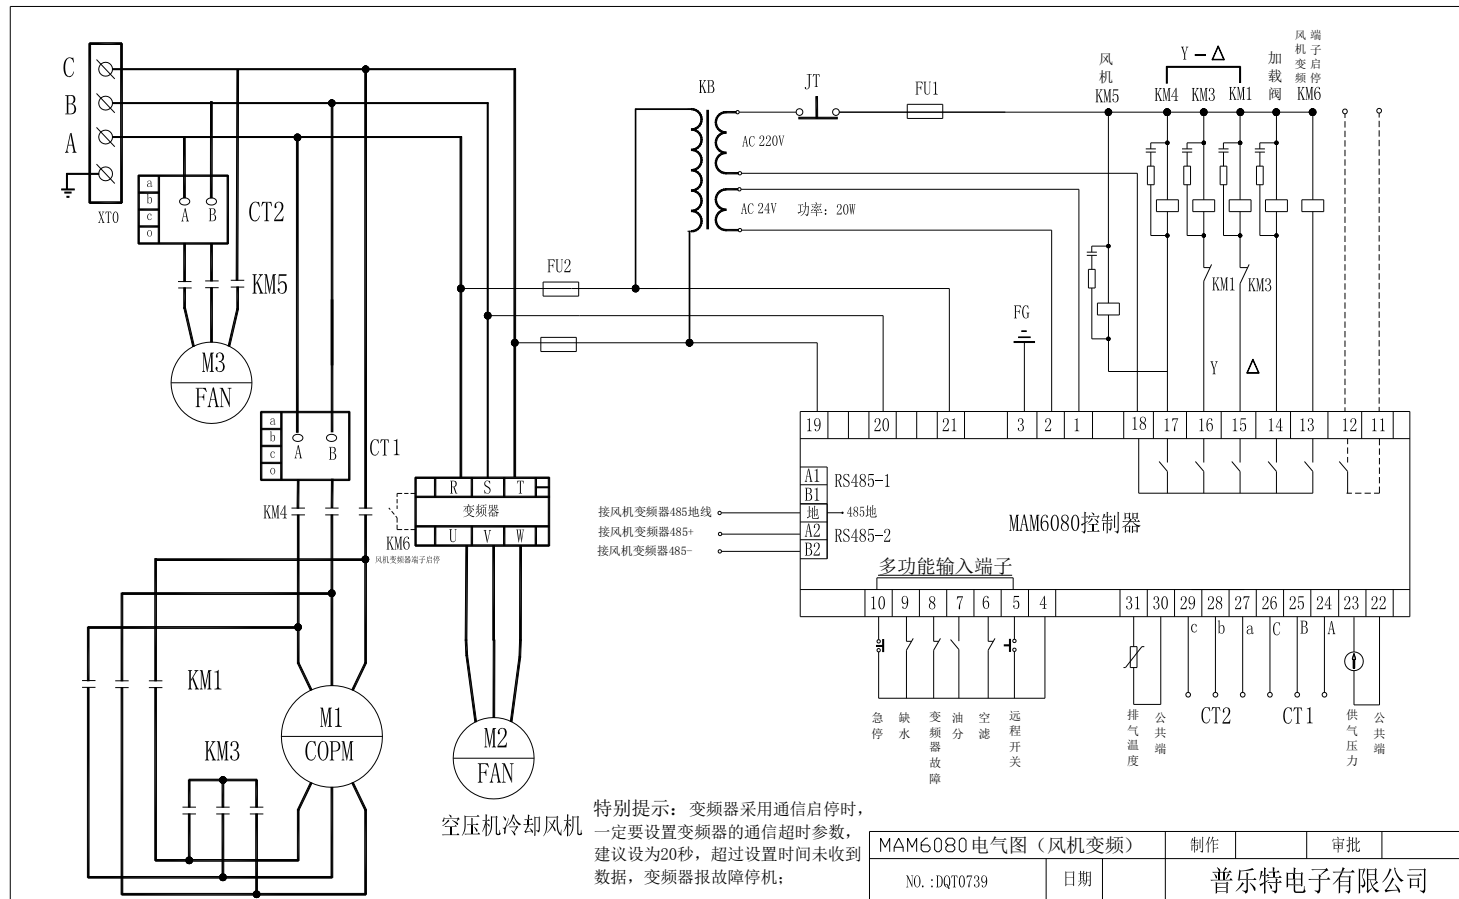 C
B
A
XT0
a
b
c
o
A
B
CT2
KM5
M3
FAN
a
b
c
o
A
B
CT1
KM4
KM1
KM3
M1
COPM
R
S
T
变频器
U
V
W
KM6
风机变频器端子启停
M2
FAN
空压机冷却风机
FU2
KB
AC 220V
AC 24V
功率：20W
JT
FU1
风机
KM5
Y-Δ
KM4
KM3
KM1
加载阀
风机变频
端子启停
KM6
KM1
KM3
Y
Δ
FG
19
20
21
3
2
1
18
17
16
15
14
13
12
11
A1
B1
地
A2
B2
RS485-1
485地
RS485-2
接风机变频器485地线
接风机变频器485+
接风机变频器485-
MAM6080控制器
多功能输入端子
10
9
8
7
6
5
4
31
30
29
28
27
26
25
24
23
22
c
b
a
C
B
A
急停
缺水
变频器故障
油分
空滤
远程开关
排气温度
公共端
CT2
CT1
供气压力
公共端
特别提示：变频器采用通信启停时，
一定要设置变频器的通信超时参数，
建议设为20秒，超过设置时间未收到
数据，变频器报故障停机；
MAM6080电气图（风机变频）
制作
审批
NO.:DQT0739
日期
普乐特电子有限公司